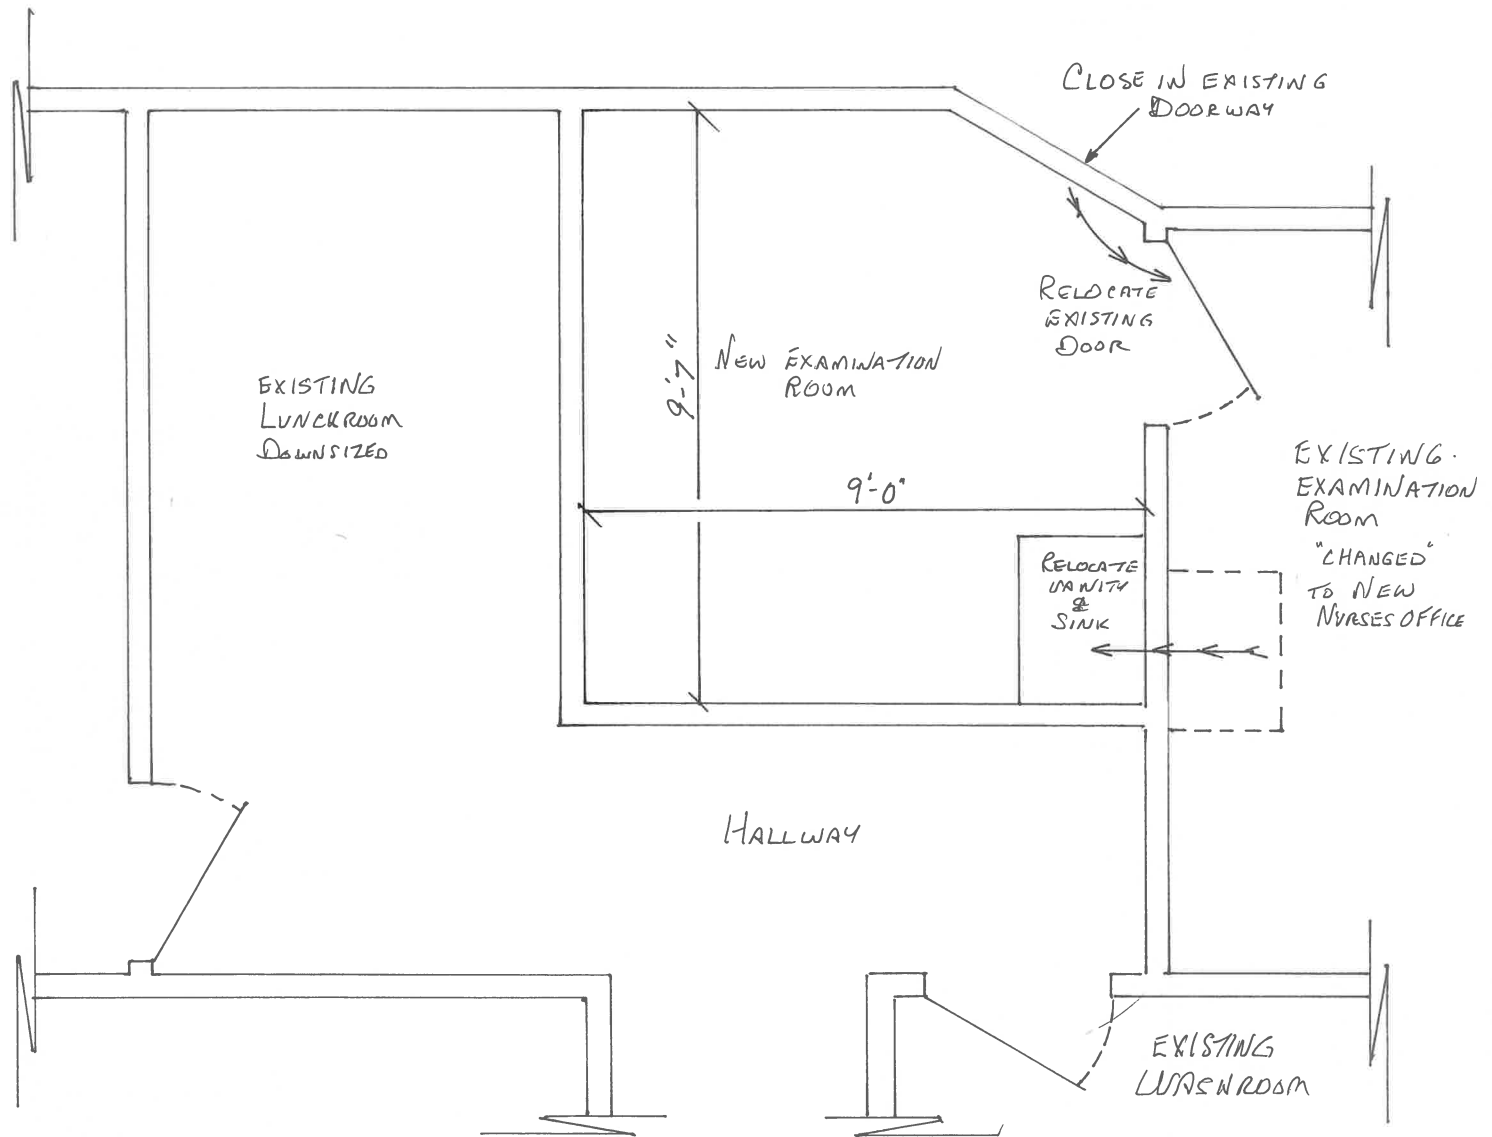 CLOSE IN EXISTING
DOORWAY
RELOCATE
EXISTING
DOOR
NEW EXAMINATION
ROOM
9'-7"
EXISTING
LUNCKROOM
DOWNSIZED
9'-0"
EXISTING.
EXAMINATION
ROOM
"CHANGED"
TO NEW
NURSES OFFICE
RELOCATE
VANITY
&
SINK
HALLWAY
EXISTING
WASHROOM